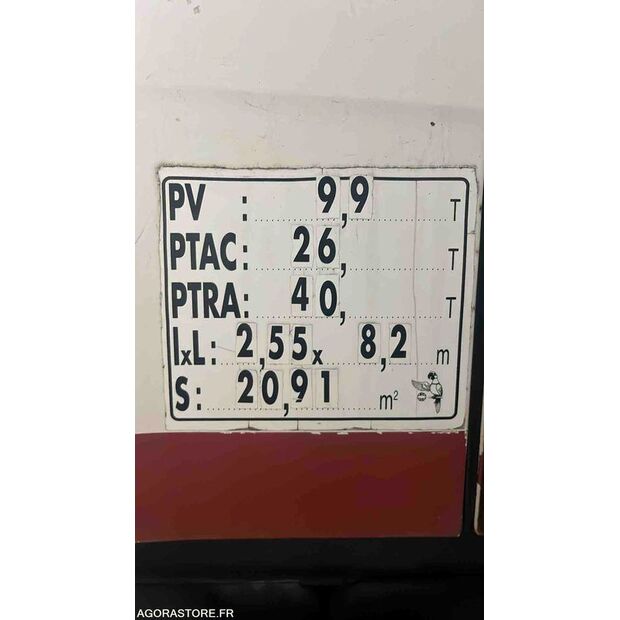 PV : 9,9 T
PTAC: 26, T
PTRA: 40, T
lxL: 2,55x 8,2 m
S: 20,91 m²
AGORASTORE.FR